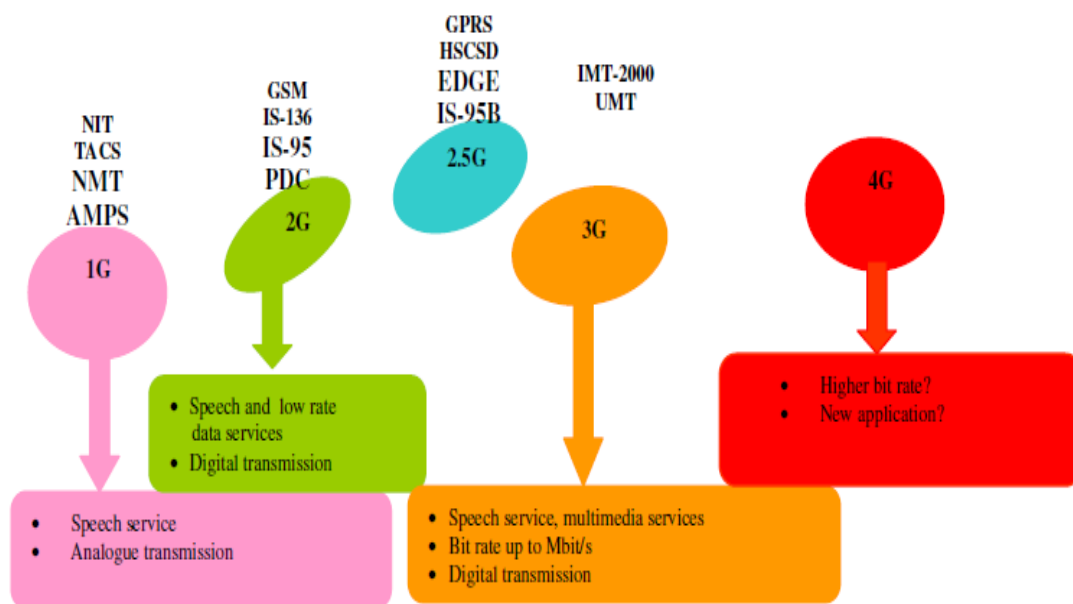 NIT
TACS
NMT
AMPS
1G
GSM
IS-136
IS-95
PDC
2G
GPRS
HSCSD
EDGE
IS-95B
2.5G
IMT-2000
UMT
3G
4G
• Speech service
• Analogue transmission
• Speech and low rate
data services
• Digital transmission
• Speech service, multimedia services
• Bit rate up to Mbit/s
• Digital transmission
• Higher bit rate?
• New application?